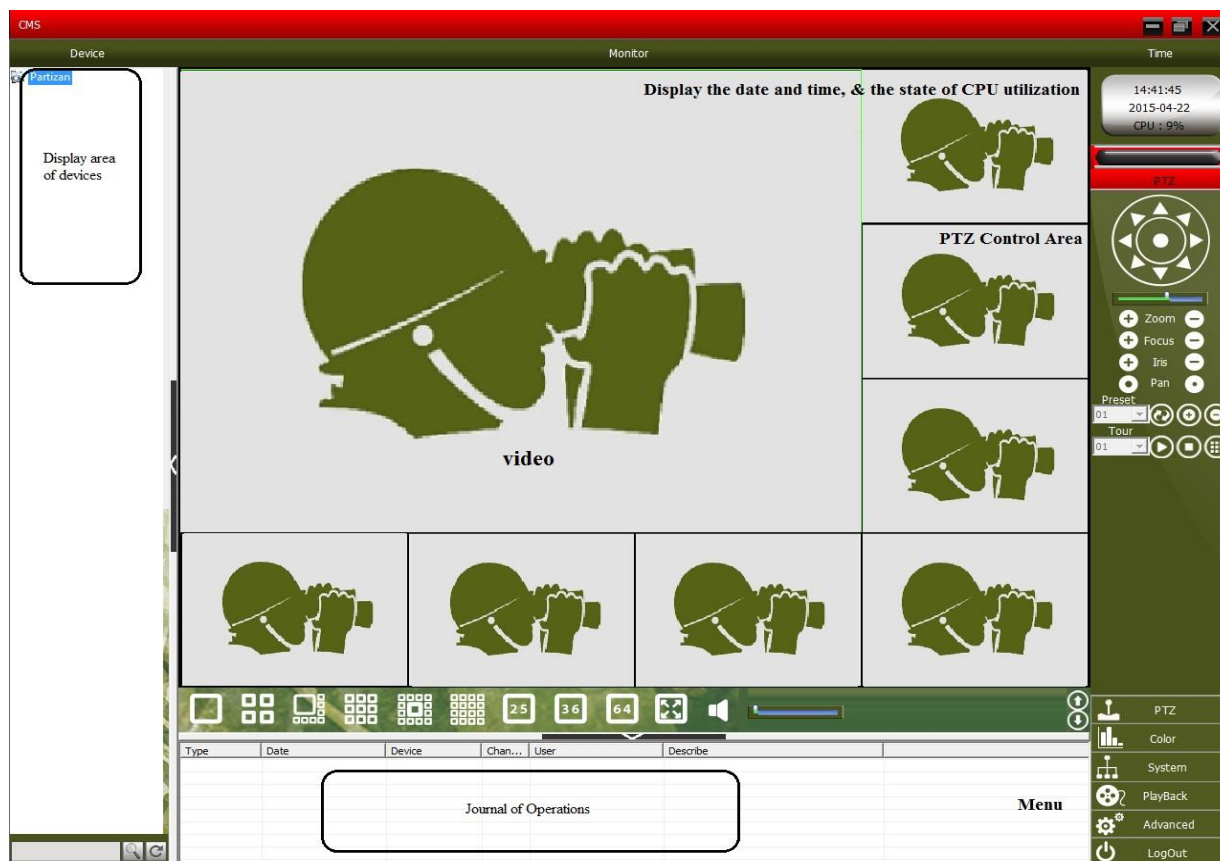 CMS
Device
Monitor
Time
Partizan
Display area
of devices
Display the date and time, & the state of CPU utilization
14:41:45
2015-04-22
CPU : 9%
PTZ
PTZ Control Area
Zoom
Focus
Iris
Pan
Preset
01
Tour
01
video
25
36
64
Type Date Device Chan... User Describe
Journal of Operations
Menu
PTZ
Color
System
PlayBack
Advanced
LogOut